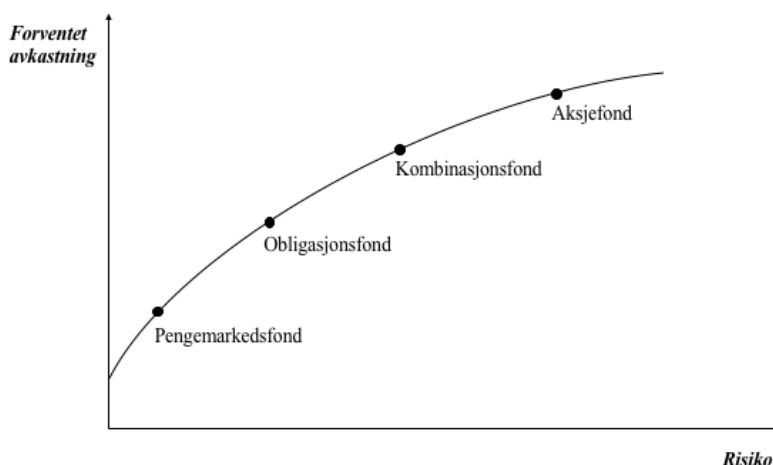 Forventet
avkastning
Aksjefond
Kombinasjonsfond
Obligasjonsfond
Pengemarkedsfond
Risiko